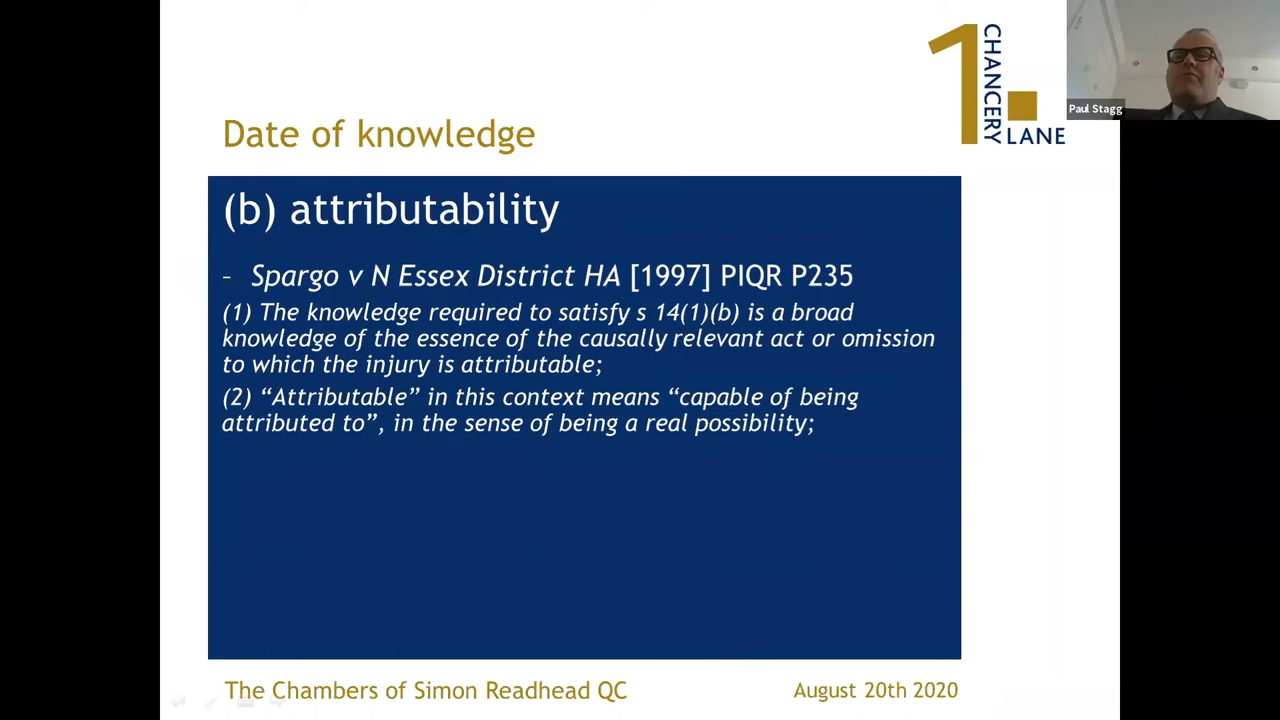 1 CHANCERY LANE
Paul Stagg
Date of knowledge
(b) attributability
– Spargo v N Essex District HA [1997] PIQR P235
(1) The knowledge required to satisfy s 14(1)(b) is a broad
knowledge of the essence of the causally relevant act or omission
to which the injury is attributable;
(2) “Attributable” in this context means “capable of being
attributed to”, in the sense of being a real possibility;
The Chambers of Simon Readhead QC
August 20th 2020